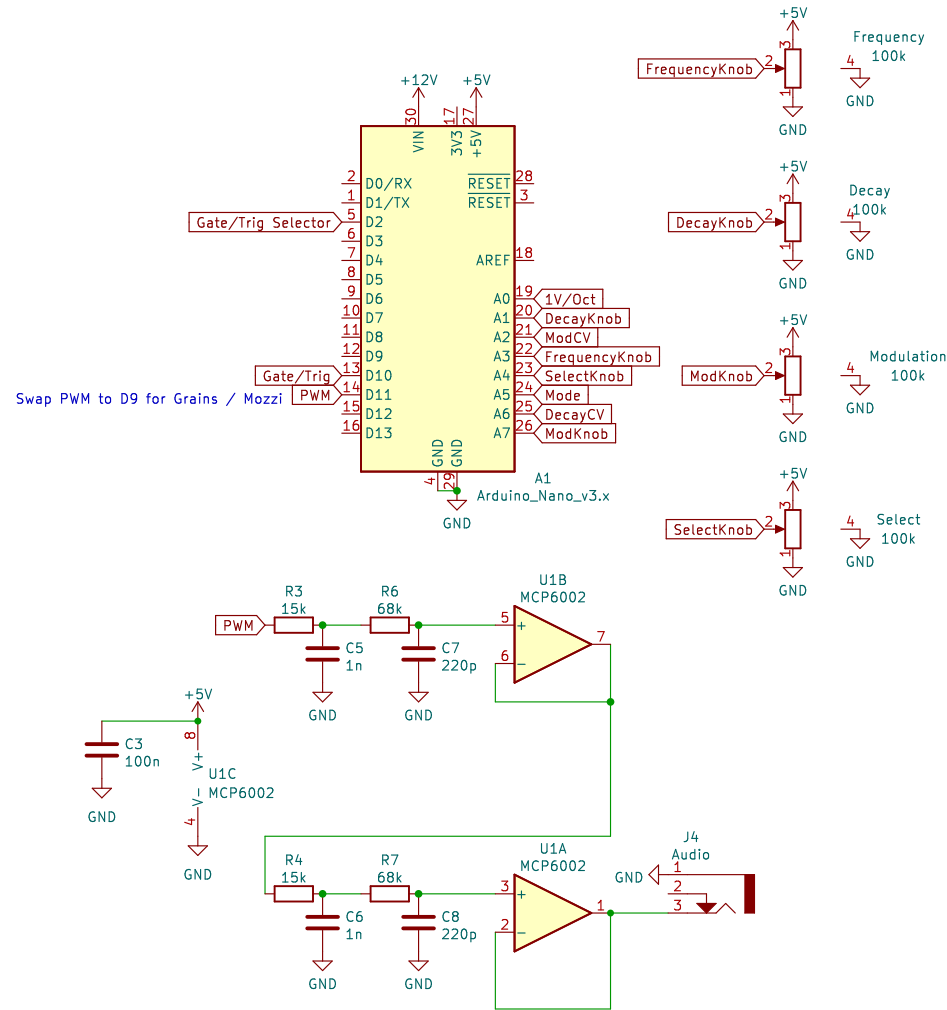 +5V
3
Frequency
100k
FrequencyKnob
2
4
1
GND
GND
+12V
+5V
30
17
27
VIN
3V3
+5V
2
D0/RX
RESET
28
1
D1/TX
RESET
3
Gate/Trig Selector
5
D2
6
D3
7
D4
AREF
18
8
D5
9
D6
A0
19
1V/Oct
10
D7
A1
20
DecayKnob
11
D8
A2
21
ModCV
12
D9
A3
22
FrequencyKnob
Gate/Trig
13
D10
A4
23
SelectKnob
Swap PWM to D9 for Grains / Mozzi
PWM
14
D11
A5
24
Mode
15
D12
A6
25
DecayCV
16
D13
A7
26
ModKnob
GND
GND
4
29
GND
A1
Arduino_Nano_v3.x
+5V
3
Decay
100k
DecayKnob
2
4
1
GND
GND
+5V
3
Modulation
100k
ModKnob
2
4
1
GND
GND
+5V
3
Select
100k
SelectKnob
2
4
1
GND
GND
PWM
R3
15k
C5
1n
GND
R6
68k
C7
220p
GND
U1B
MCP6002
5
+
6
−
7
+5V
8
C3
100n
GND
V+
U1C
MCP6002
V−
4
GND
R4
15k
C6
1n
GND
R7
68k
C8
220p
GND
U1A
MCP6002
3
+
2
−
1
J4
Audio
GND
1
2
3